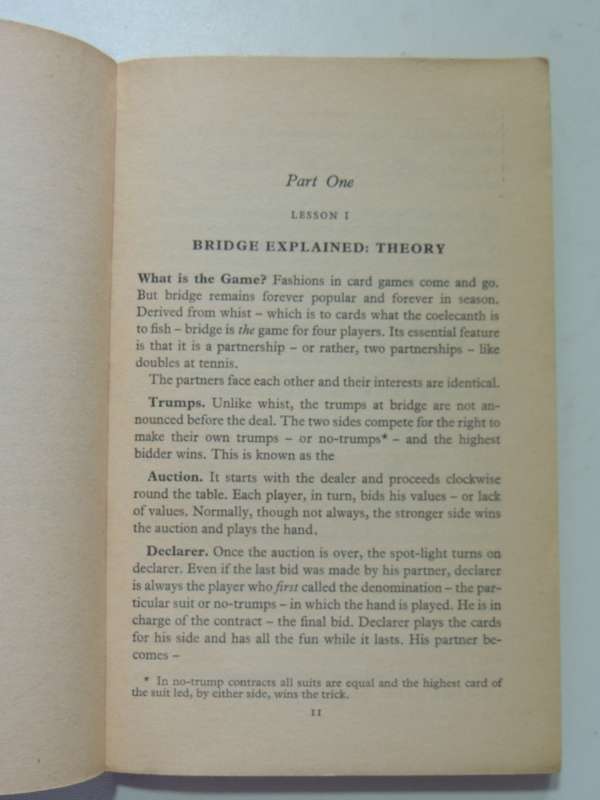 Part One
LESSON I
BRIDGE EXPLAINED: THEORY
What is the Game? Fashions in card games come and go.
But bridge remains forever popular and forever in season.
Derived from whist – which is to cards what the coelecanth is
to fish – bridge is the game for four players. Its essential feature
is that it is a partnership – or rather, two partnerships – like
doubles at tennis.
The partners face each other and their interests are identical.
Trumps. Unlike whist, the trumps at bridge are not an-
nounced before the deal. The two sides compete for the right to
make their own trumps – or no-trumps* – and the highest
bidder wins. This is known as the
Auction. It starts with the dealer and proceeds clockwise
round the table. Each player, in turn, bids his values – or lack
of values. Normally, though not always, the stronger side wins
the auction and plays the hand.
Declarer. Once the auction is over, the spot-light turns on
declarer. Even if the last bid was made by his partner, declarer
is always the player who first called the denomination – the par-
ticular suit or no-trumps – in which the hand is played. He is in
charge of the contract – the final bid. Declarer plays the cards
for his side and has all the fun while it lasts. His partner be-
comes –
* In no-trump contracts all suits are equal and the highest card of
the suit led, by either side, wins the trick.
11